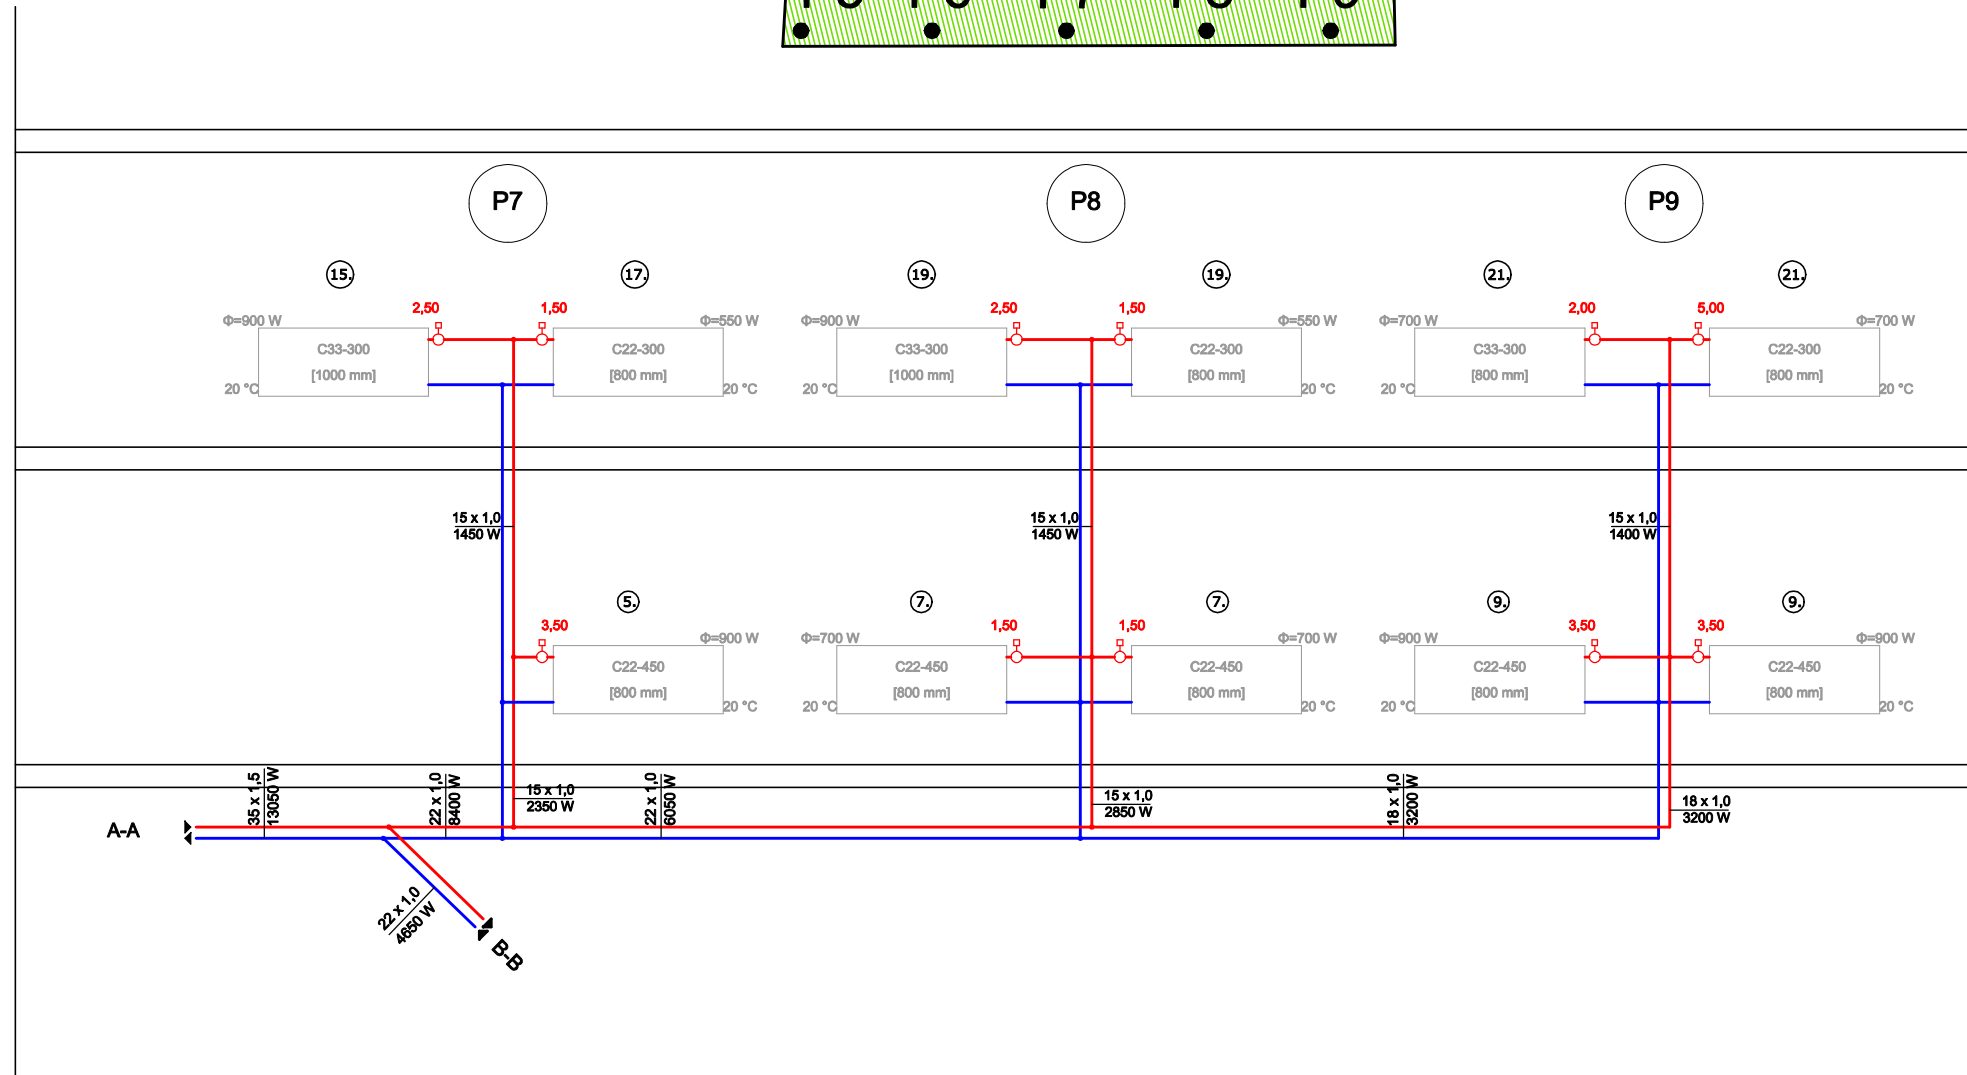 P7 P8 P9
15. 17. 19. 19. 21. 21.
2,50 1,50 2,50 1,50 2,00 5,00
Φ=900 W Φ=550 W Φ=900 W Φ=550 W Φ=700 W Φ=700 W
C33-300 C22-300 C33-300 C22-300 C33-300 C22-300
[1000 mm] [800 mm] [1000 mm] [800 mm] [800 mm] [800 mm]
20 °C 20 °C 20 °C 20 °C 20 °C 20 °C
15 x 1,0 15 x 1,0 15 x 1,0
1450 W 1450 W 1400 W
5. 7. 7. 9. 9.
3,50 1,50 1,50 3,50 3,50
Φ=900 W Φ=700 W Φ=700 W Φ=900 W Φ=900 W
C22-450 C22-450 C22-450 C22-450 C22-450
[800 mm] [800 mm] [800 mm] [800 mm] [800 mm]
20 °C 20 °C 20 °C 20 °C 20 °C
35 x 1,5
13050 W
22 x 1,0
8400 W
15 x 1,0
2350 W
22 x 1,0
6050 W
15 x 1,0
2850 W
18 x 1,0
3200 W
18 x 1,0
3200 W
A-A
22 x 1,0
4650 W
B-B